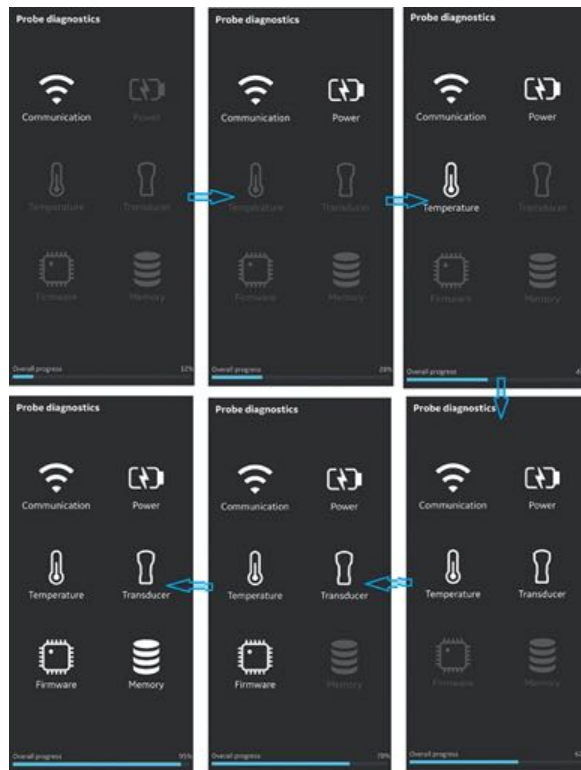 Probe diagnostics
Communication
Power
Temperature
Transducer
Firmware
Memory
Overall progress 12%
Probe diagnostics
Communication
Power
Temperature
Transducer
Firmware
Memory
Overall progress 28%
Probe diagnostics
Communication
Power
Temperature
Transducer
Firmware
Memory
Overall progress
Probe diagnostics
Communication
Power
Temperature
Transducer
Firmware
Memory
Overall progress 95%
Probe diagnostics
Communication
Power
Temperature
Transducer
Firmware
Memory
Overall progress 78%
Probe diagnostics
Communication
Power
Temperature
Transducer
Firmware
Memory
Overall progress